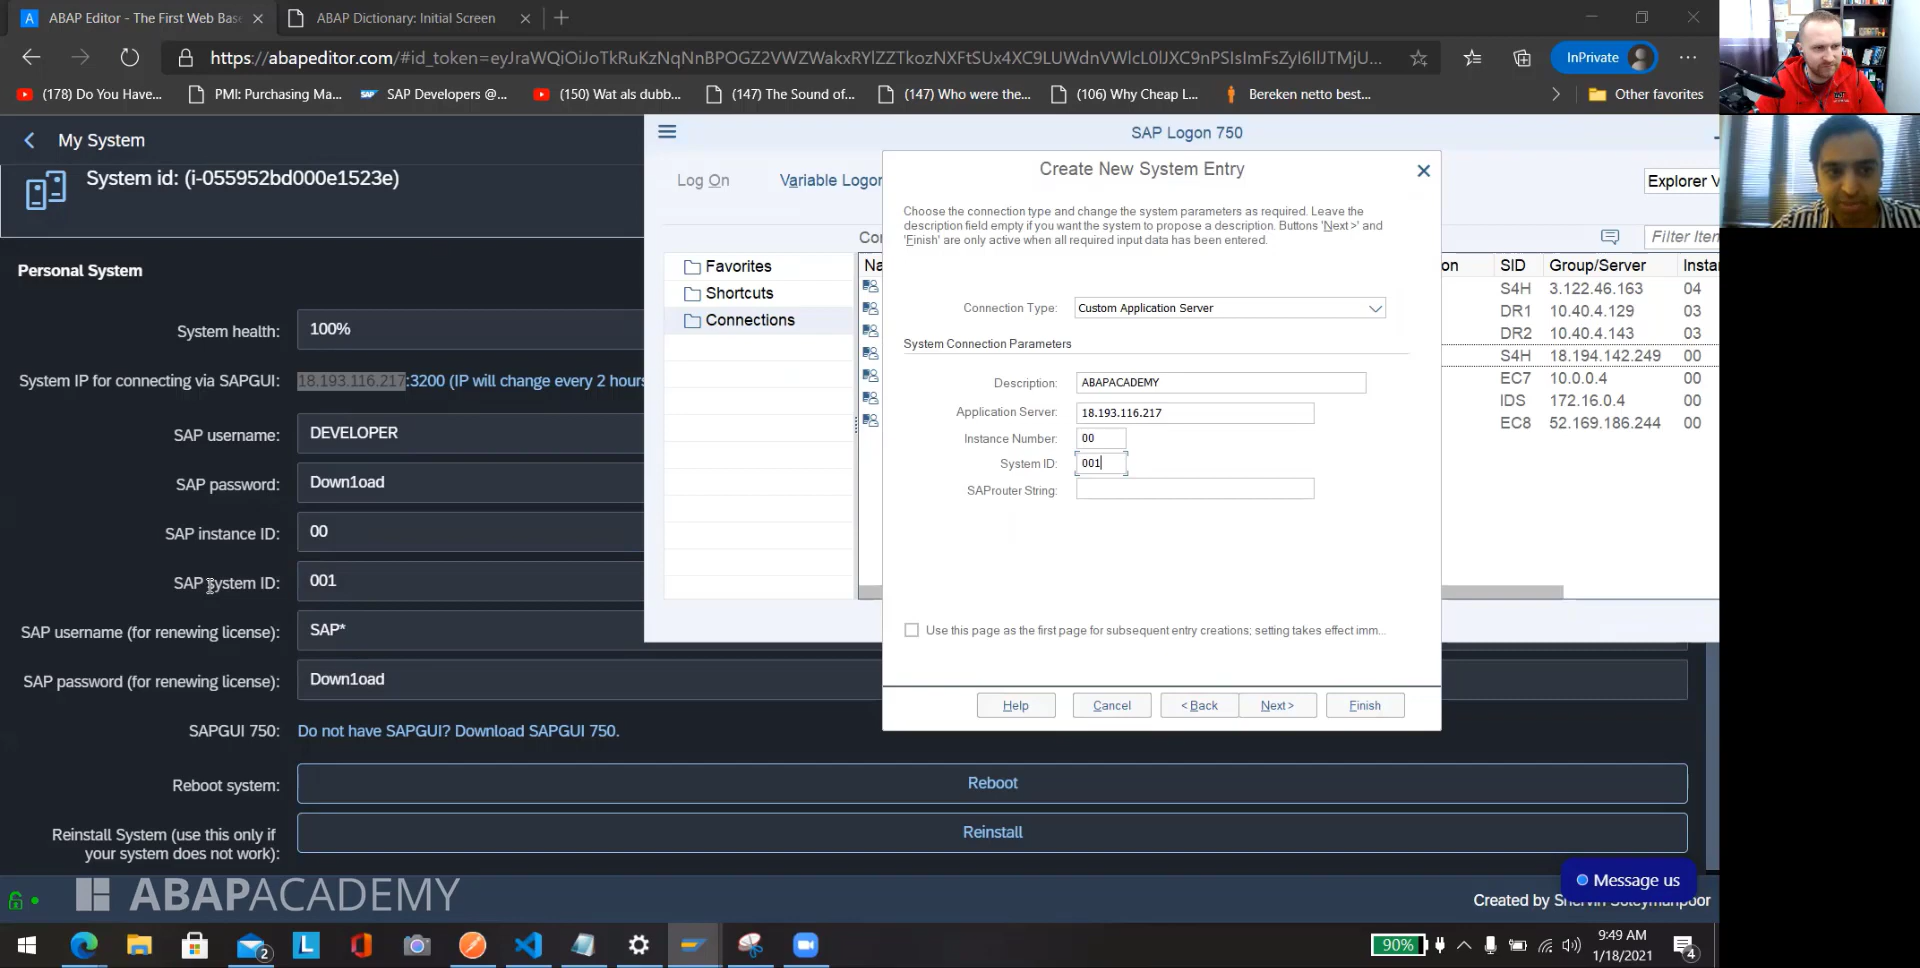 ABAP Editor - The First Web Base
ABAP Dictionary: Initial Screen
https://abapeditor.com/#id_token=eyJraWQiOiJoTkRuKzNqNnBPOGZ2VWZWakxRYlZZTkozNXFtSUx4XC9LUWdnVWlcL0lJXC9nPSIsImFsZyI6IlJTMjU...
InPrivate
(178) Do You Have...
PMI: Purchasing Ma...
SAP Developers @...
(150) Wat als dubb...
(147) The Sound of...
(147) Who were the...
(106) Why Cheap L...
Bereken netto best...
Other favorites
My System
System id: (i-055952bd000e1523e)
Personal System
System health:
100%
System IP for connecting via SAPGUI:
18.193.116.217:3200 (IP will change every 2 hours
SAP username:
DEVELOPER
SAP password:
Down1oad
SAP instance ID:
00
SAP system ID:
001
SAP username (for renewing license):
SAP*
SAP password (for renewing license):
Down1oad
SAPGUI 750:
Do not have SAPGUI? Download SAPGUI 750.
Reboot system:
Reboot
Reinstall System (use this only if
your system does not work):
Reinstall
SAP Logon 750
Log On
Variable Logon
Explorer V
Filter Iten
Favorites
Shortcuts
Connections
SID Group/Server Insta
S4H 3.122.46.163 04
DR1 10.40.4.129 03
DR2 10.40.4.143 03
S4H 18.194.142.249 00
EC7 10.0.0.4 00
IDS 172.16.0.4 00
EC8 52.169.186.244 00
Create New System Entry
Choose the connection type and change the system parameters as required. Leave the
description field empty if you want the system to propose a description. Buttons 'Next >' and
'Finish' are only active when all required input data has been entered.
Connection Type:
Custom Application Server
System Connection Parameters
Description:
ABAPACADEMY
Application Server:
18.193.116.217
Instance Number:
00
System ID:
001
SAProuter String:
Use this page as the first page for subsequent entry creations; setting takes effect imm...
Help
Cancel
< Back
Next >
Finish
ABAPACADEMY
Message us
Created by
2
90%
9:49 AM
1/18/2021
4